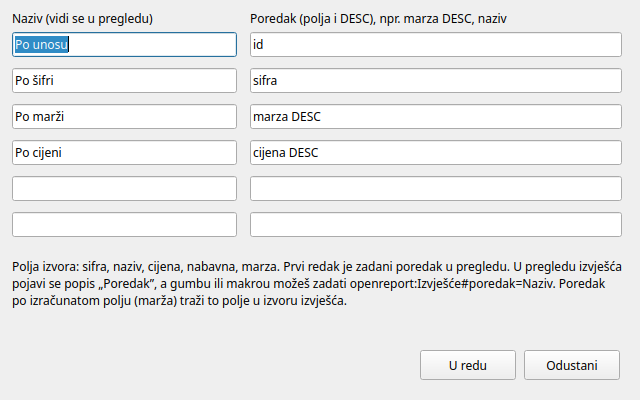 Naziv (vidi se u pregledu) Poredak (polja i DESC), npr. marza DESC, naziv
Po unosu id
Po šifri sifra
Po marži marza DESC
Po cijeni cijena DESC
Polja izvora: sifra, naziv, cijena, nabavna, marza. Prvi redak je zadani poredak u pregledu. U pregledu izvješća
pojavi se popis „Poredak”, a gumbu ili makrou možeš zadati openreport:Izvješće#poredak=Naziv. Poredak
po izračunatom polju (marža) traži to polje u izvoru izvješća.
U redu Odustani